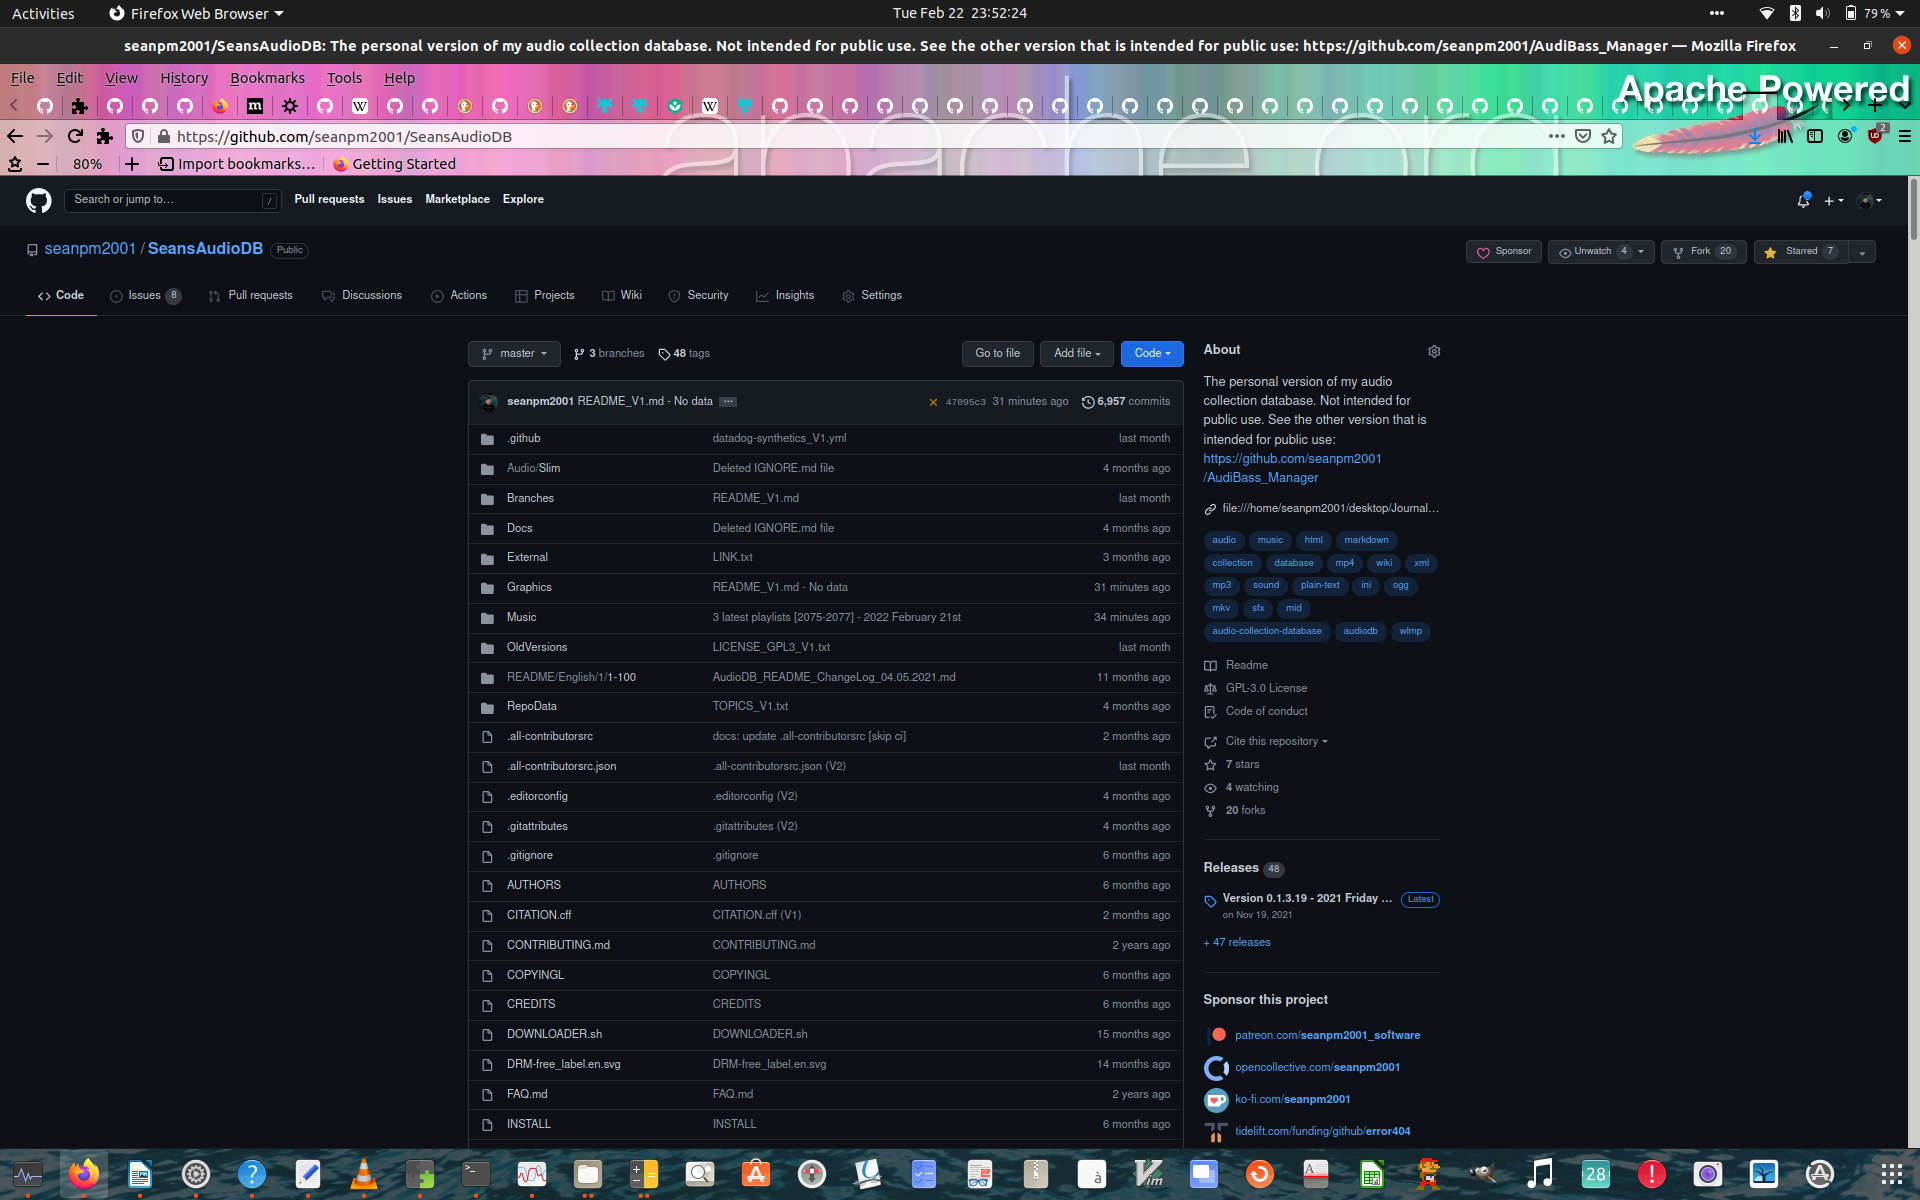 Activities Firefox Web Browser Tue Feb 22 23:52:24 79 %
seanpm2001/SeansAudioDB: The personal version of my audio collection database. Not intended for public use. See the other version that is intended for public use: https://github.com/seanpm2001/AudiBass_Manager — Mozilla Firefox
File Edit View History Bookmarks Tools Help
Apache Powered
https://github.com/seanpm2001/SeansAudioDB
2
80% Import bookmarks… Getting Started
apache org
Search or jump to… / Pull requests Issues Marketplace Explore
seanpm2001 / SeansAudioDB Public
Sponsor Unwatch 4 Fork 20 Starred 7
Code Issues 8 Pull requests Discussions Actions Projects Wiki Security Insights Settings
master 3 branches 48 tags Go to file Add file Code
seanpm2001 README_V1.md - No data ··· 47095c3 31 minutes ago 6,957 commits
.github datadog-synthetics_V1.yml last month
Audio/Slim Deleted IGNORE.md file 4 months ago
Branches README_V1.md last month
Docs Deleted IGNORE.md file 4 months ago
External LINK.txt 3 months ago
Graphics README_V1.md - No data 31 minutes ago
Music 3 latest playlists [2075-2077] - 2022 February 21st 34 minutes ago
OldVersions LICENSE_GPL3_V1.txt last month
README/English/1/1-100 AudioDB_README_ChangeLog_04.05.2021.md 11 months ago
RepoData TOPICS_V1.txt 4 months ago
.all-contributorsrc docs: update .all-contributorsrc [skip ci] 2 months ago
.all-contributorsrc.json .all-contributorsrc.json (V2) last month
.editorconfig .editorconfig (V2) 4 months ago
.gitattributes .gitattributes (V2) 4 months ago
.gitignore .gitignore 6 months ago
AUTHORS AUTHORS 6 months ago
CITATION.cff CITATION.cff (V1) 2 months ago
CONTRIBUTING.md CONTRIBUTING.md 2 years ago
COPYINGL COPYINGL 6 months ago
CREDITS CREDITS 6 months ago
DOWNLOADER.sh DOWNLOADER.sh 15 months ago
DRM-free_label.en.svg DRM-free_label.en.svg 14 months ago
FAQ.md FAQ.md 2 years ago
INSTALL INSTALL 6 months ago
About
The personal version of my audio
collection database. Not intended for
public use. See the other version that is
intended for public use:
https://github.com/seanpm2001
/AudiBass_Manager
file:///home/seanpm2001/desktop/Journal…
audio music html markdown
collection database mp4 wiki xml
mp3 sound plain-text ini ogg
mkv sfx mid
audio-collection-database audiodb wlmp
Readme
GPL-3.0 License
Code of conduct
Cite this repository
7 stars
4 watching
20 forks
Releases 48
Version 0.1.3.19 - 2021 Friday … Latest
on Nov 19, 2021
+ 47 releases
Sponsor this project
patreon.com/seanpm2001_software
opencollective.com/seanpm2001
ko-fi.com/seanpm2001
tidelift.com/funding/github/error404
28